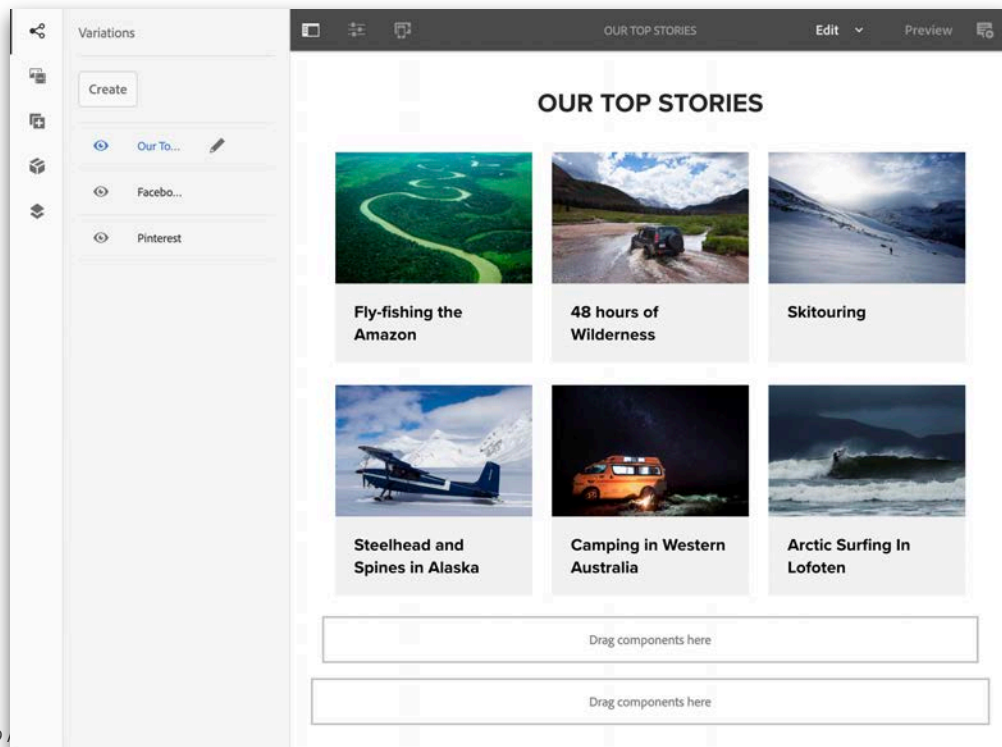 Variations
Create
Our To...
Facebo...
Pinterest
OUR TOP STORIES
Edit
Preview
OUR TOP STORIES
Fly-fishing the
Amazon
48 hours of
Wilderness
Skitouring
Steelhead and
Spines in Alaska
Camping in Western
Australia
Arctic Surfing In
Lofoten
Drag components here
Drag components here